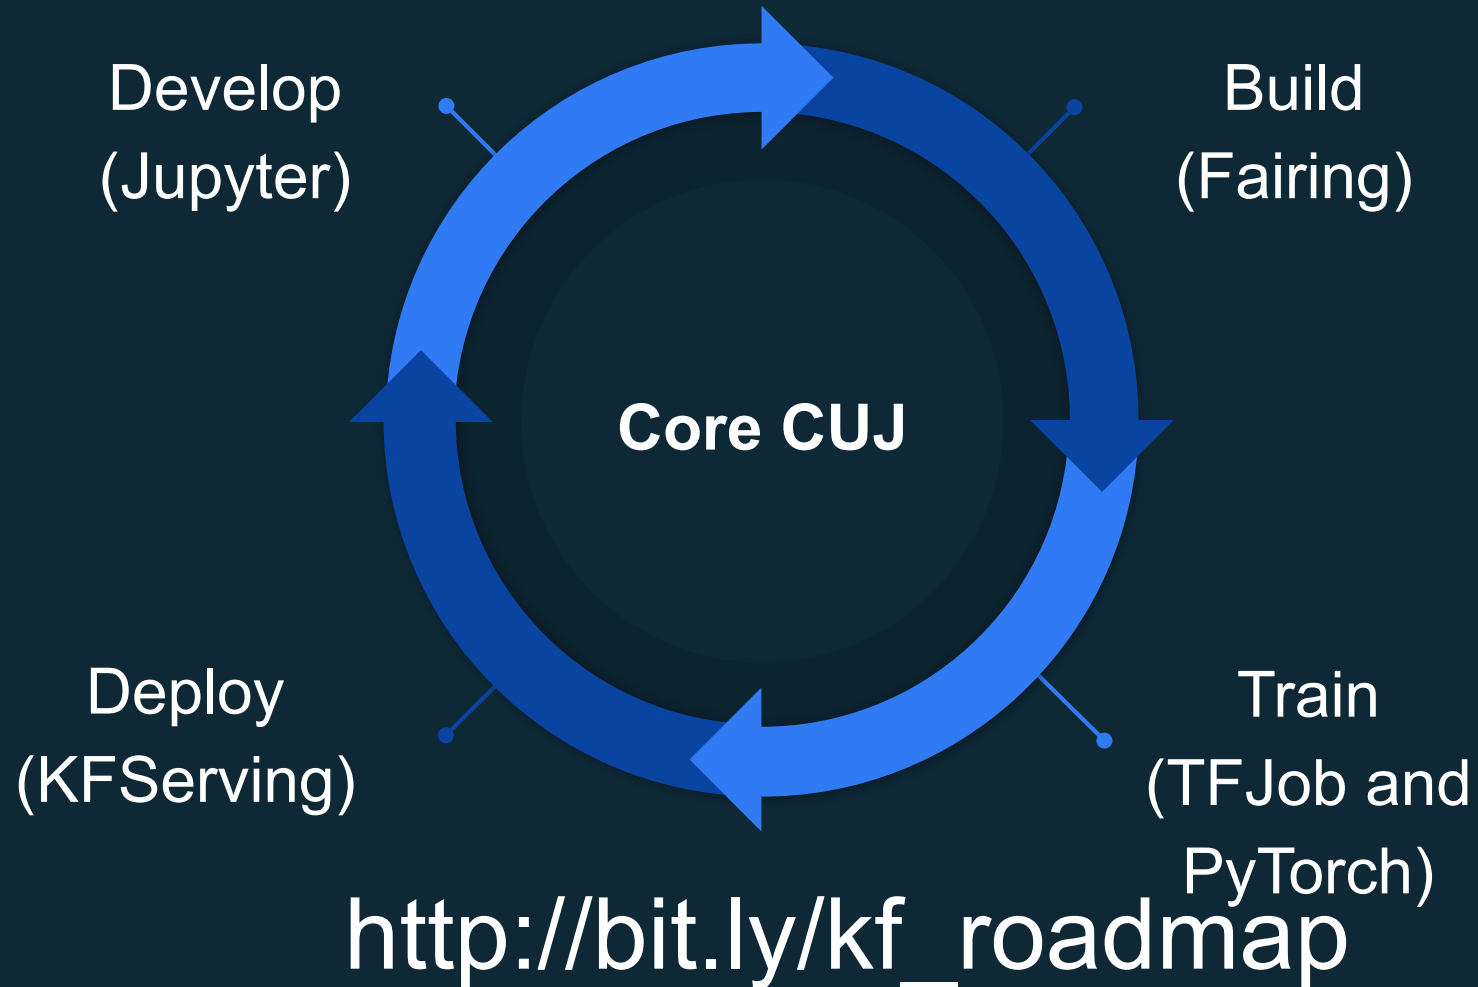 Develop
(Jupyter)
Build
(Fairing)
Core CUJ
Deploy
(KFServing)
Train
(TFJob and
PyTorch)
http://bit.ly/kf_roadmap